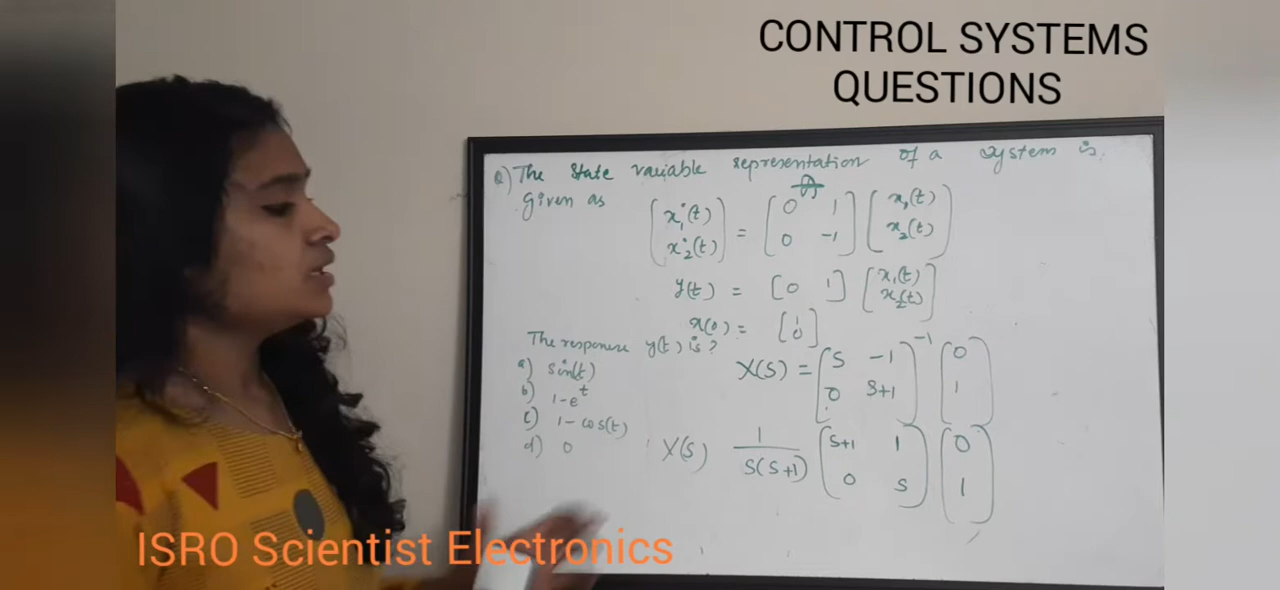 CONTROL SYSTEMS
QUESTIONS
Q) The state variable representation of a system is
given as [ẋ₁(t) ẋ₂(t)] = [0 1 0 -1] [x₁(t) x₂(t)]
y(t) = [0 1] [x₁(t) x₂(t)]
x(0) = [1 0]
The response y(t) is?
a) sin(t)
b) 1-e^t
c) 1-cos(t)
d) 0
X(s) = [s -1 0 s+1]^-1 [0 1]
X(s) 1/s(s+1) [s+1 1 0 s] [0 1]
ISRO Scientist Electronics